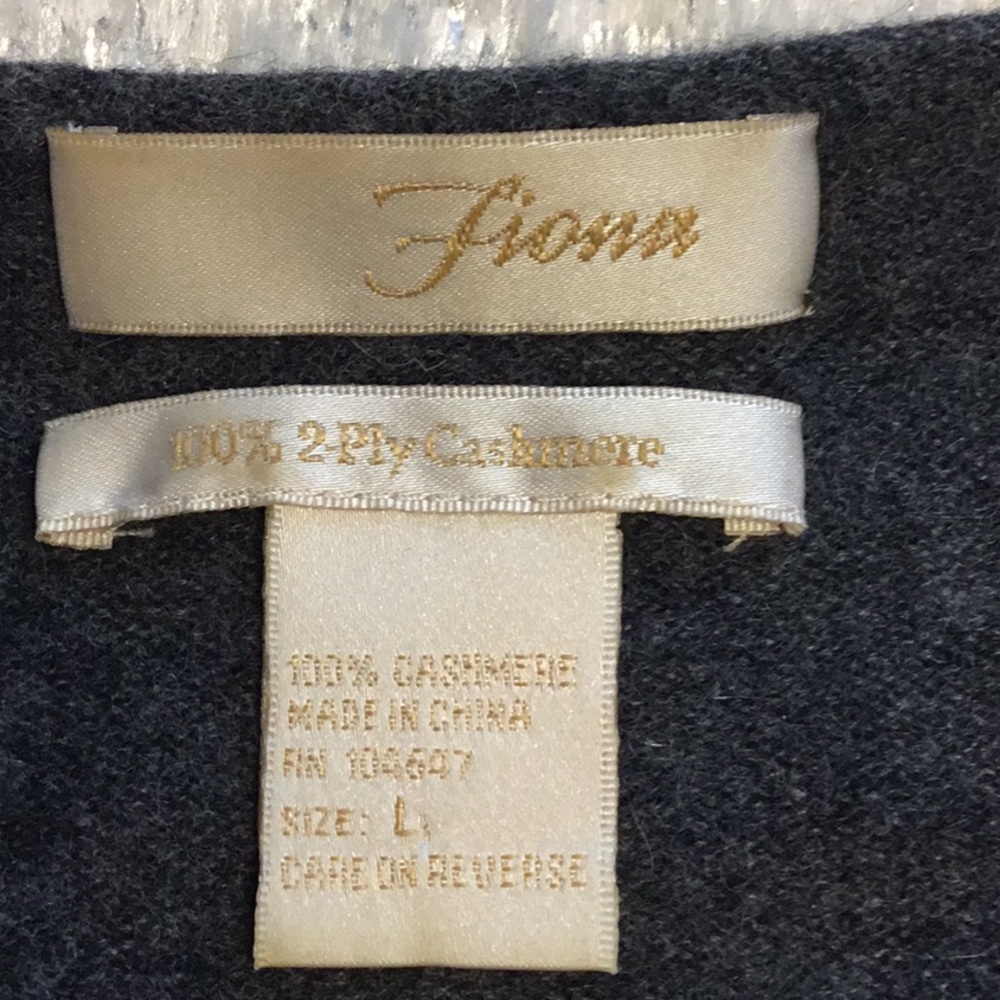 Fiona
100% 2-Ply Cashmere
100% CASHMERE
MADE IN CHINA
RN 104647
SIZE: L
CARE ON REVERSE